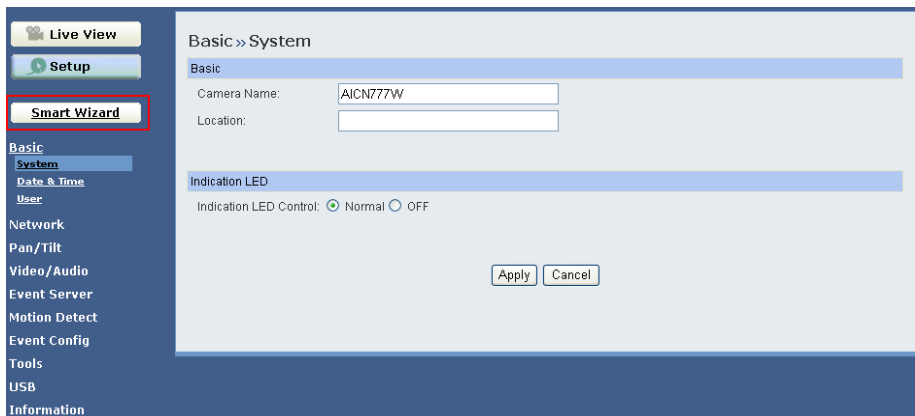 Live View
Setup
Smart Wizard
Basic
System
Date & Time
User
Network
Pan/Tilt
Video/Audio
Event Server
Motion Detect
Event Config
Tools
USB
Information
Basic » System
Basic
Camera Name: AICN777W
Location:
Indication LED
Indication LED Control: Normal OFF
Apply Cancel